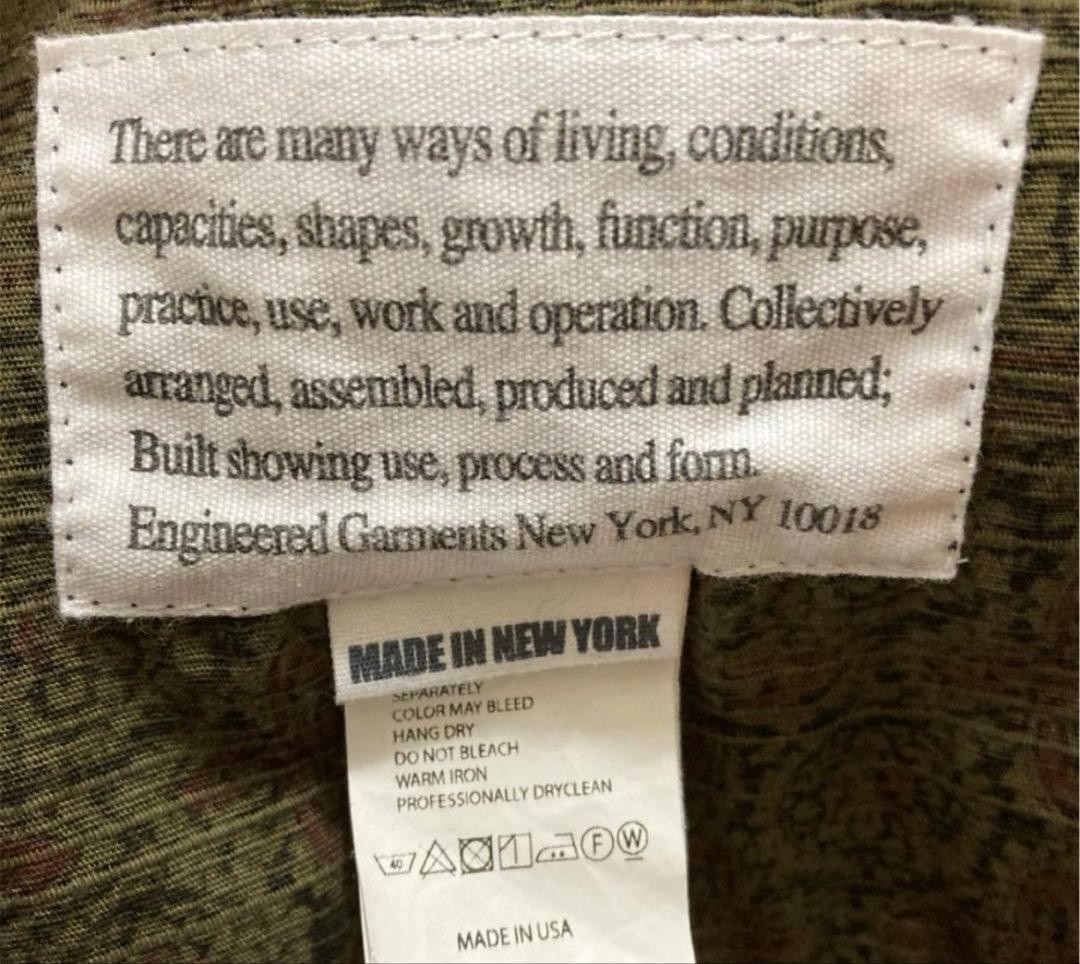 There are many ways of living, conditions,
capacities, shapes, growth, function, purpose,
practice, use, work and operation. Collectively
arranged, assembled, produced and planned;
Built showing use, process and form.
Engineered Garments New York, NY 10018
MADE IN NEW YORK
SEPARATELY
COLOR MAY BLEED
HANG DRY
DO NOT BLEACH
WARM IRON
PROFESSIONALLY DRYCLEAN
40 F W
MADE IN USA